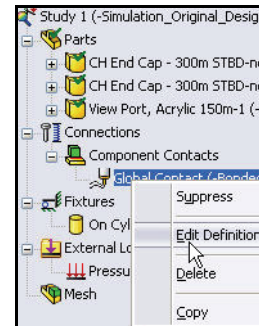 Study 1 (-Simulation_Original_Desig
Parts
CH End Cap - 300m STBD-n
CH End Cap - 300m STBD-n
View Port, Acrylic 150m-1 (-
Connections
Component Contacts
Global Contact (-Bonded
Suppress
Fixtures
Edit Definition
On Cyl
External Lo
Delete
Pressu
Mesh
Copy